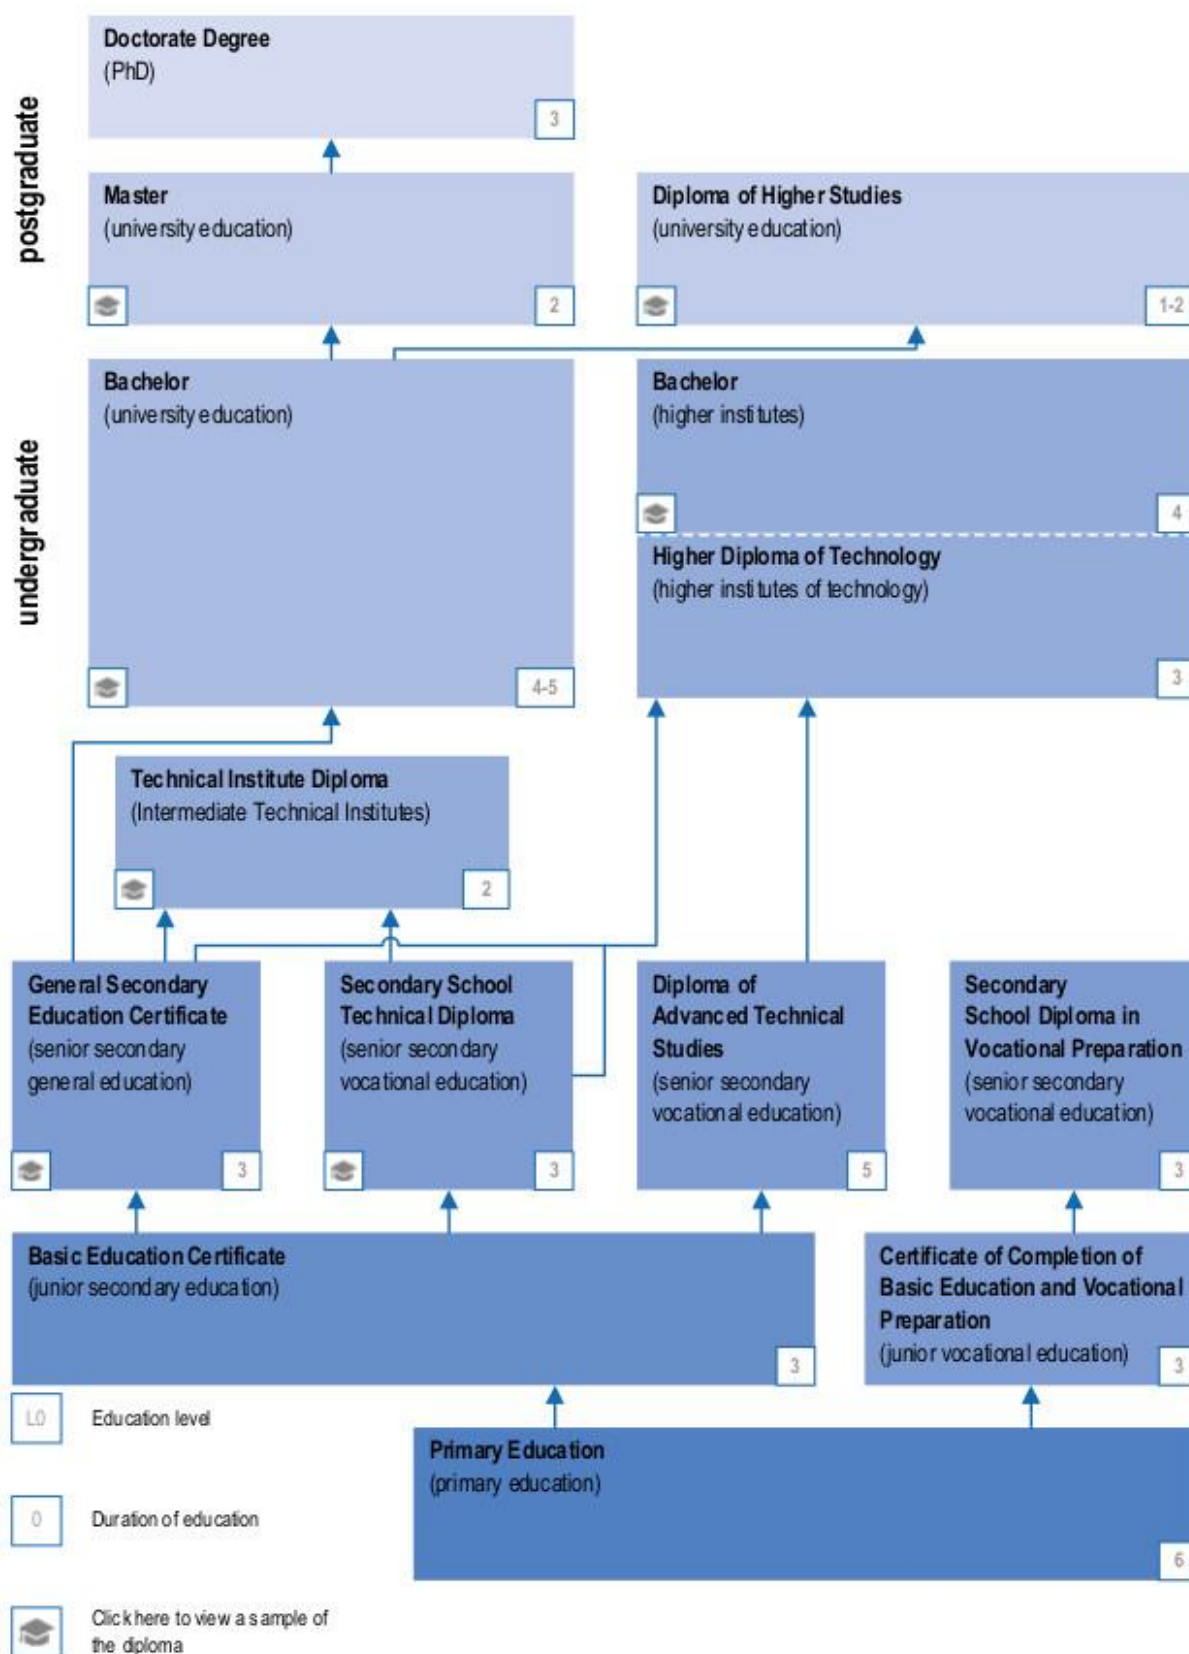 postgraduate
Doctorate Degree
(PhD)
3
Master
(university education)
2
Diploma of Higher Studies
(university education)
1-2
undergraduate
Bachelor
(university education)
4-5
Bachelor
(higher institutes)
4
Higher Diploma of Technology
(higher institutes of technology)
3
Technical Institute Diploma
(Intermediate Technical Institutes)
2
General Secondary
Education Certificate
(senior secondary
general education)
3
Secondary School
Technical Diploma
(senior secondary
vocational education)
3
Diploma of
Advanced Technical
Studies
(senior secondary
vocational education)
5
Secondary
School Diploma in
Vocational Preparation
(senior secondary
vocational education)
3
Basic Education Certificate
(junior secondary education)
3
Certificate of Completion of
Basic Education and Vocational
Preparation
(junior vocational education)
3
Primary Education
(primary education)
6
L0
Education level
0
Duration of education
Click here to view a sample of
the diploma